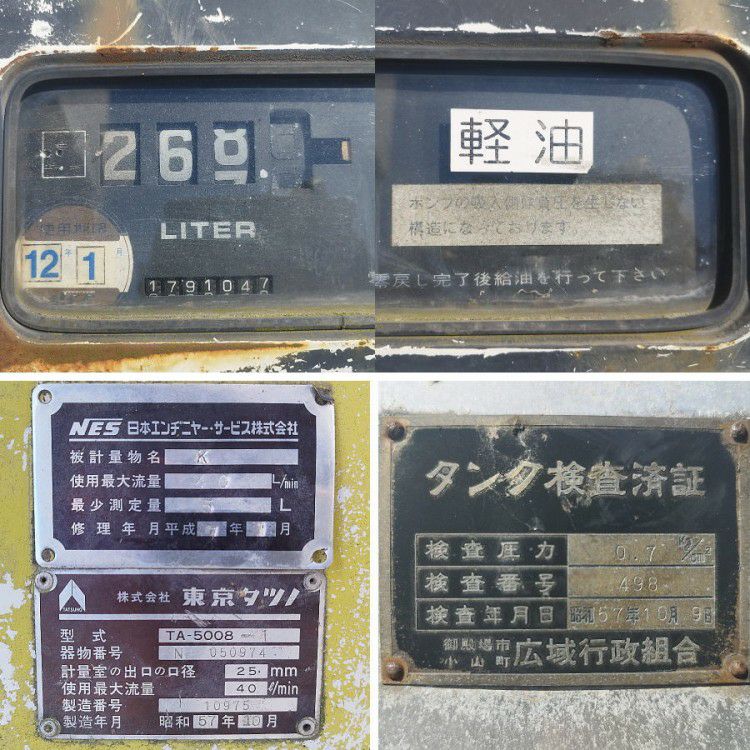 268
LITER
使用期限
12年1月
1791047
軽油
ポンプの吸入側は負圧を生じない
構造になっております
零戻し完了後給油を行って下さい
NES 日本エンヂニヤー・サービス株式会社
被計量物名 K
使用最大流量 L/min
最少測定量 L
修理年月 平成 年 月
TATSUNO
株式会社 東京タツノ
型式 TA-5008-1
器物番号 N 050974
計量室の出口の口径 25 mm
使用最大流量 40 ℓ/min
製造番号 10975
製造年月 昭和57年10月
タンク検査済証
検査圧力 0.7 kg/cm²
検査番号 498
検査年月日 昭和57年10月9日
御殿場市
小山町
広域行政組合